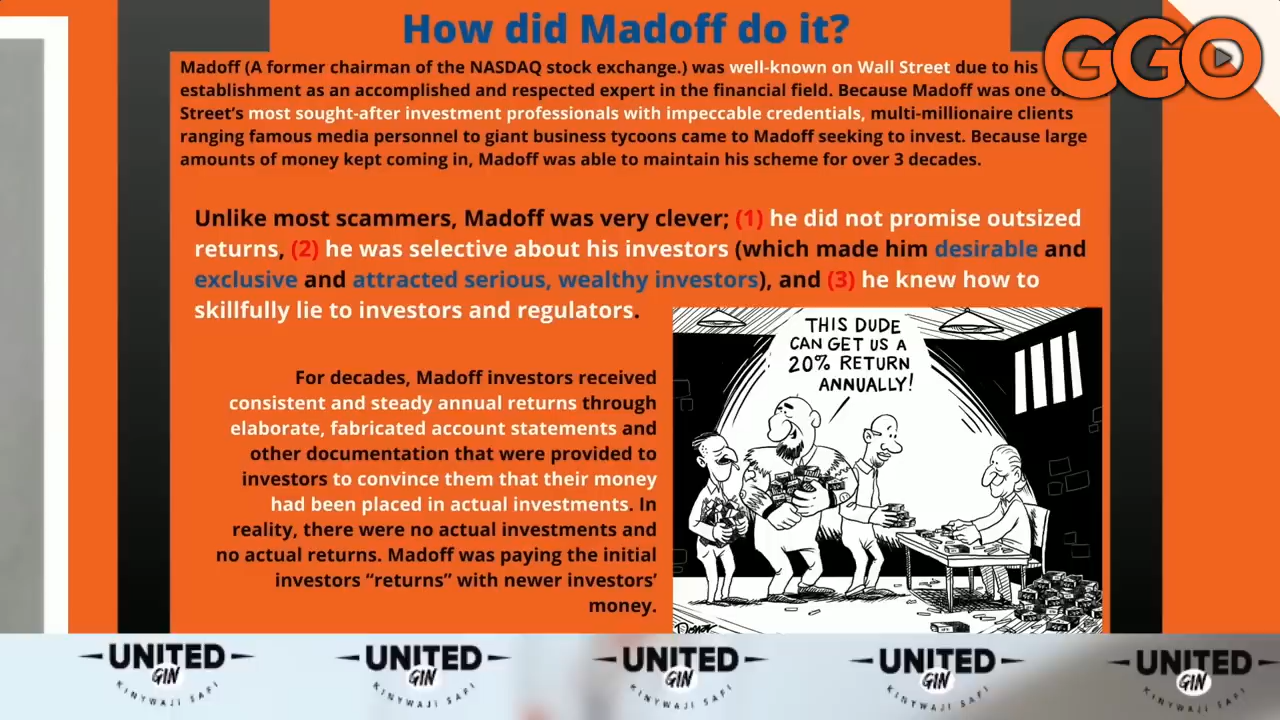 How did Madoff do it?
GGO
Madoff (A former chairman of the NASDAQ stock exchange.) was well-known on Wall Street due to his
establishment as an accomplished and respected expert in the financial field. Because Madoff was one
Street's most sought-after investment professionals with impeccable credentials, multi-millionaire clients
ranging famous media personnel to giant business tycoons came to Madoff seeking to invest. Because large
amounts of money kept coming in, Madoff was able to maintain his scheme for over 3 decades.
Unlike most scammers, Madoff was very clever; (1) he did not promise outsized
returns, (2) he was selective about his investors (which made him desirable and
exclusive and attracted serious, wealthy investors), and (3) he knew how to
skillfully lie to investors and regulators.
For decades, Madoff investors received
consistent and steady annual returns through
elaborate, fabricated account statements and
other documentation that were provided to
investors to convince them that their money
had been placed in actual investments. In
reality, there were no actual investments and
no actual returns. Madoff was paying the initial
investors “returns” with newer investors’
money.
THIS DUDE
CAN GET US A
20% RETURN
ANNUALLY!
UNITED
GIN
KINYWAJI SAFI
UNITED
GIN
KINYWAJI SAFI
UNITED
GIN
KINYWAJI SAFI
UNITED
GIN
KINYWAJI SAFI
UNITED
GIN
KINYWAJI SAFI